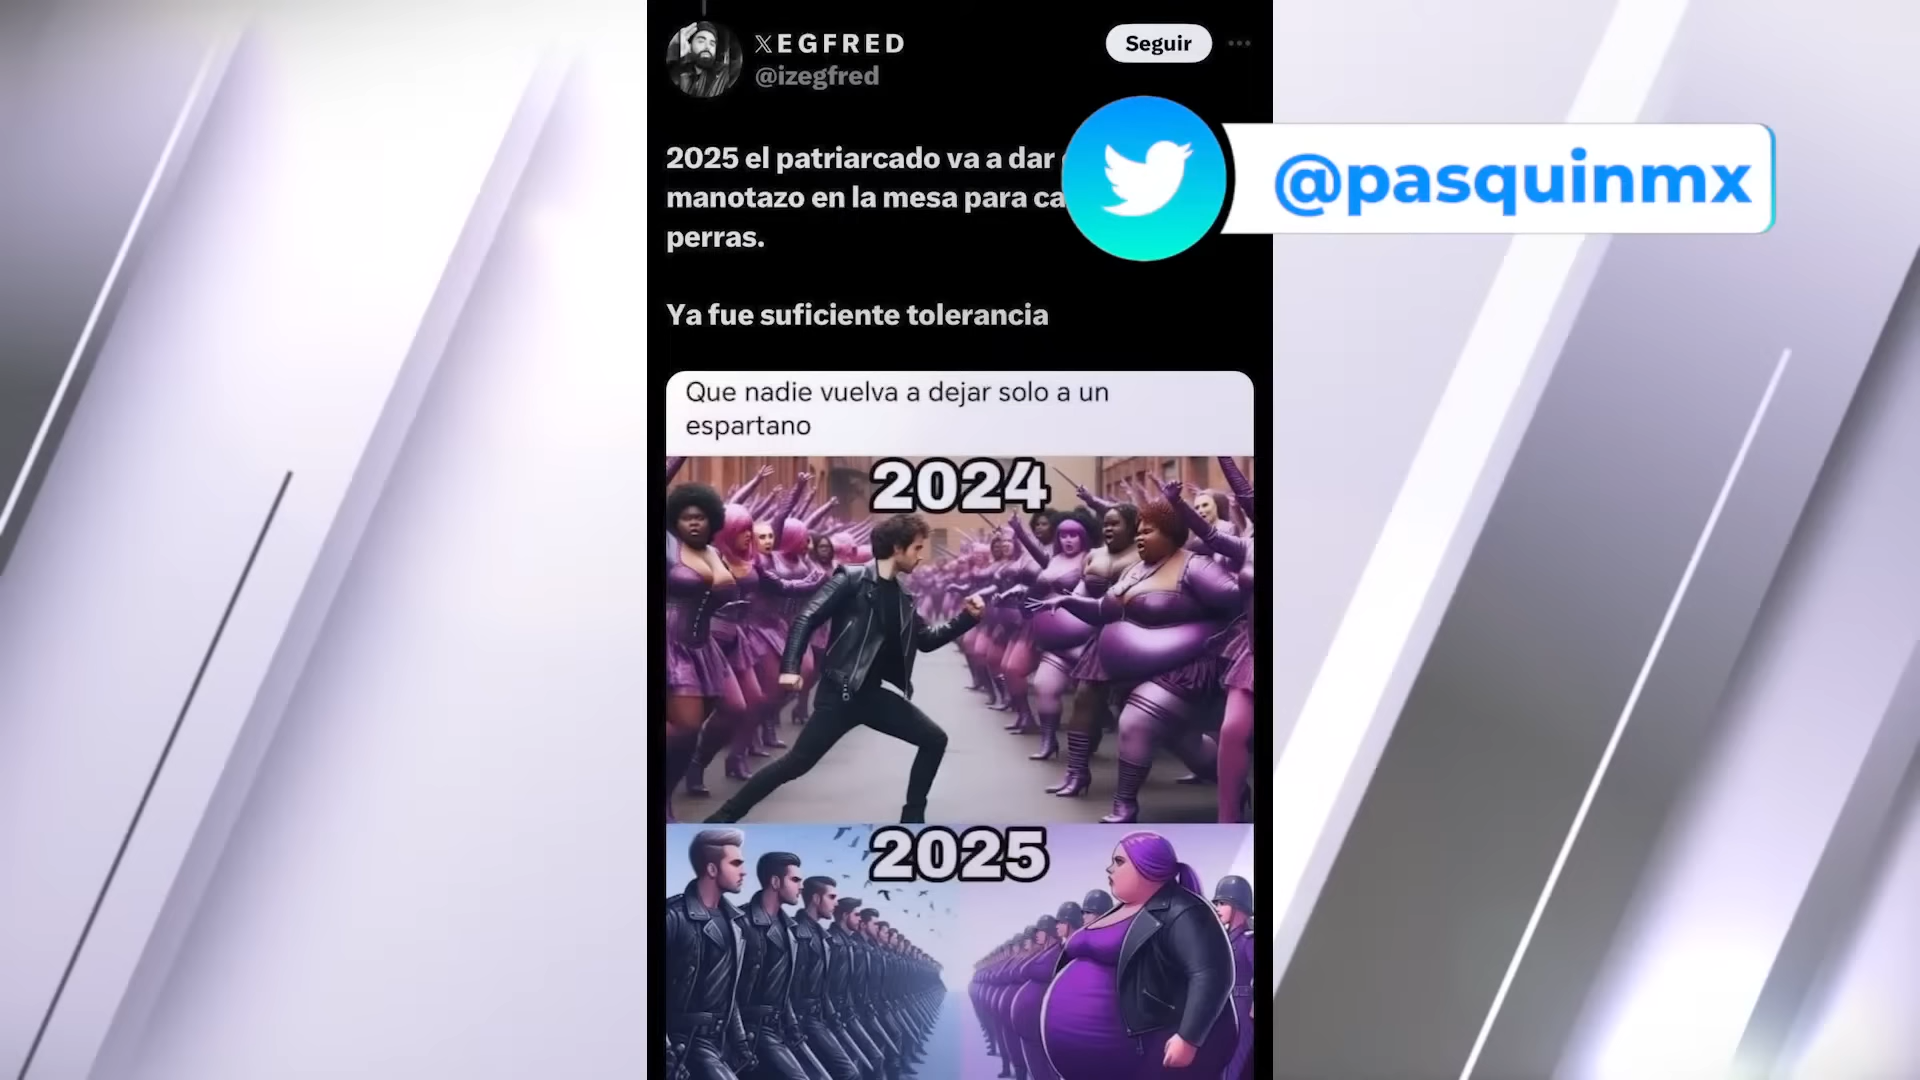 𝕏EGFRED
@izegfred
Seguir
@pasquinmx
2025 el patriarcado va a dar
manotazo en la mesa para ca
perras.
Ya fue suficiente tolerancia
Que nadie vuelva a dejar solo a un
espartano
2024
2025